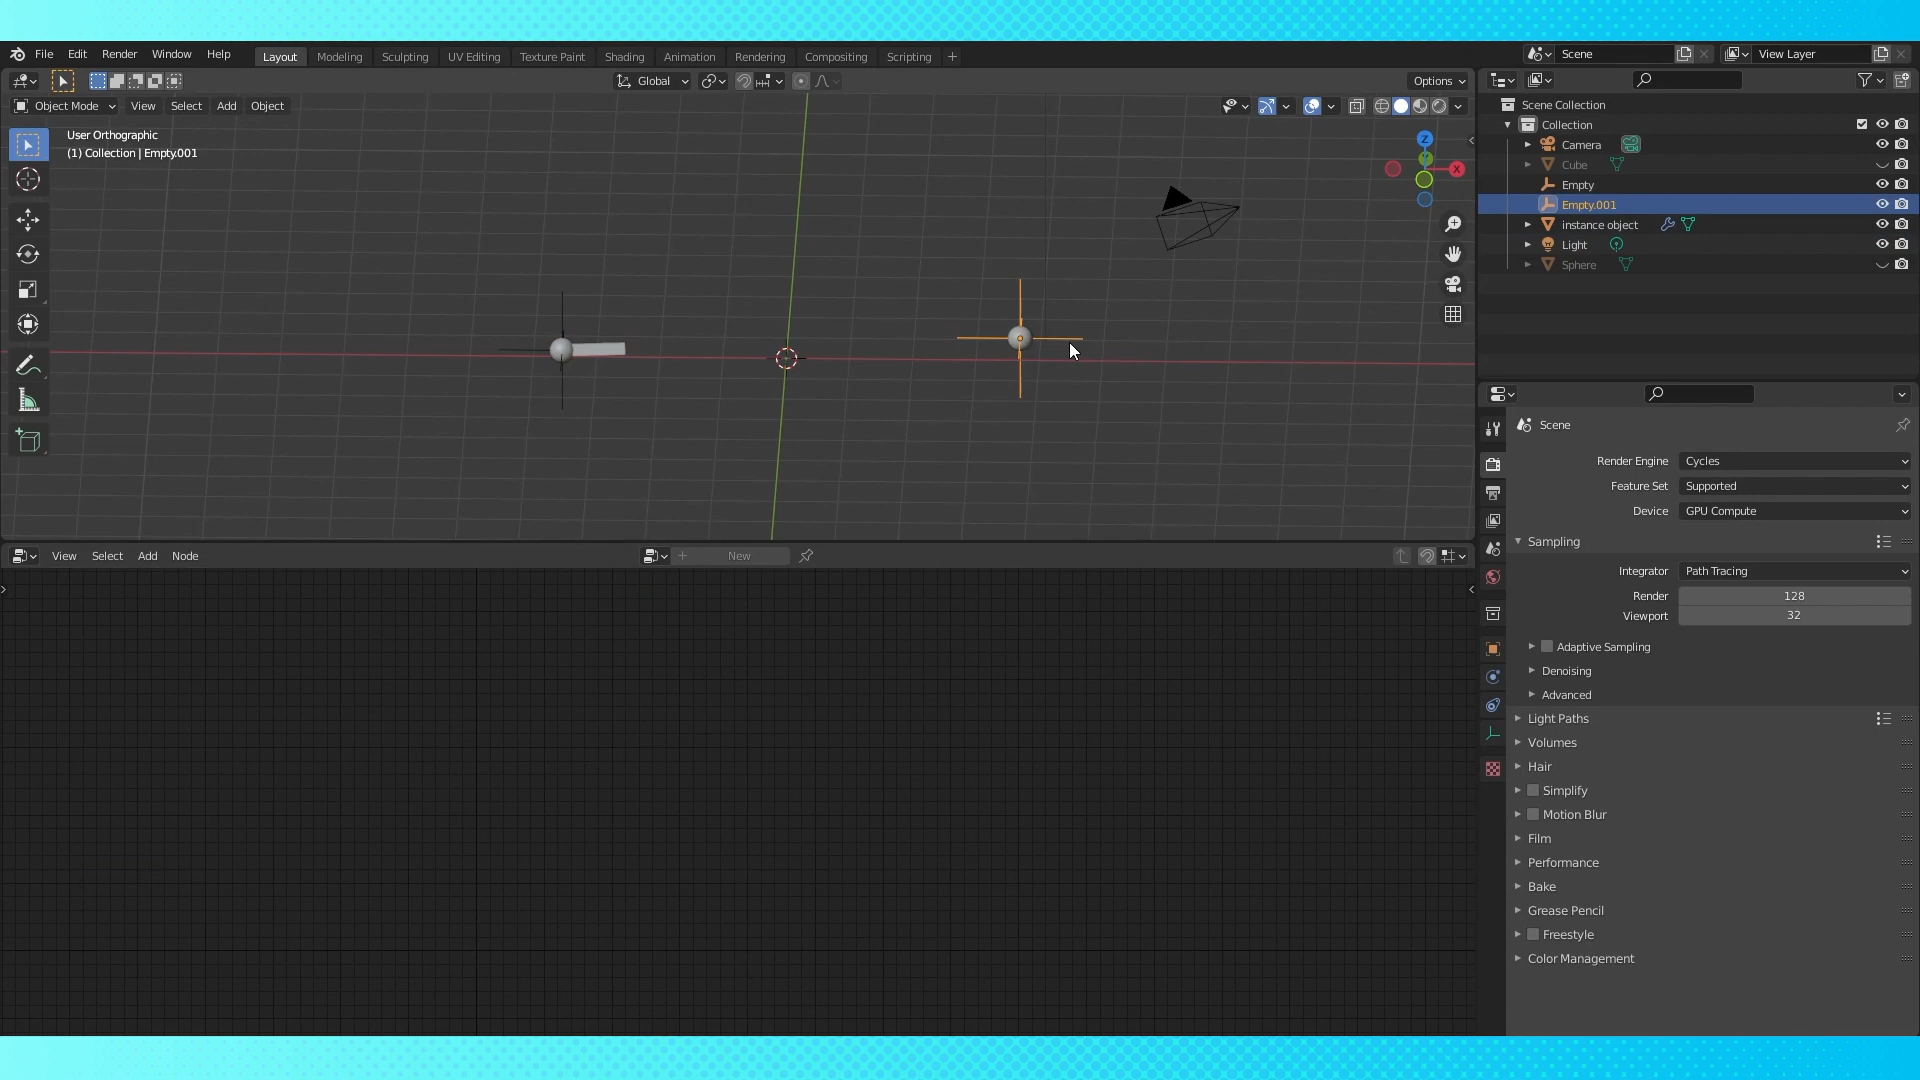 File Edit Render Window Help Layout Modeling Sculpting UV Editing Texture Paint Shading Animation Rendering Compositing Scripting + Scene View Layer
Global Options
Object Mode View Select Add Object
User Orthographic
(1) Collection | Empty.001
Z
X
Scene Collection
Collection
Camera
Cube
Empty
Empty.001
instance object
Light
Sphere
Scene
Render Engine Cycles
Feature Set Supported
Device GPU Compute
Sampling
Integrator Path Tracing
Render 128
Viewport 32
Adaptive Sampling
Denoising
Advanced
Light Paths
Volumes
Hair
Simplify
Motion Blur
Film
Performance
Bake
Grease Pencil
Freestyle
Color Management
View Select Add Node + New